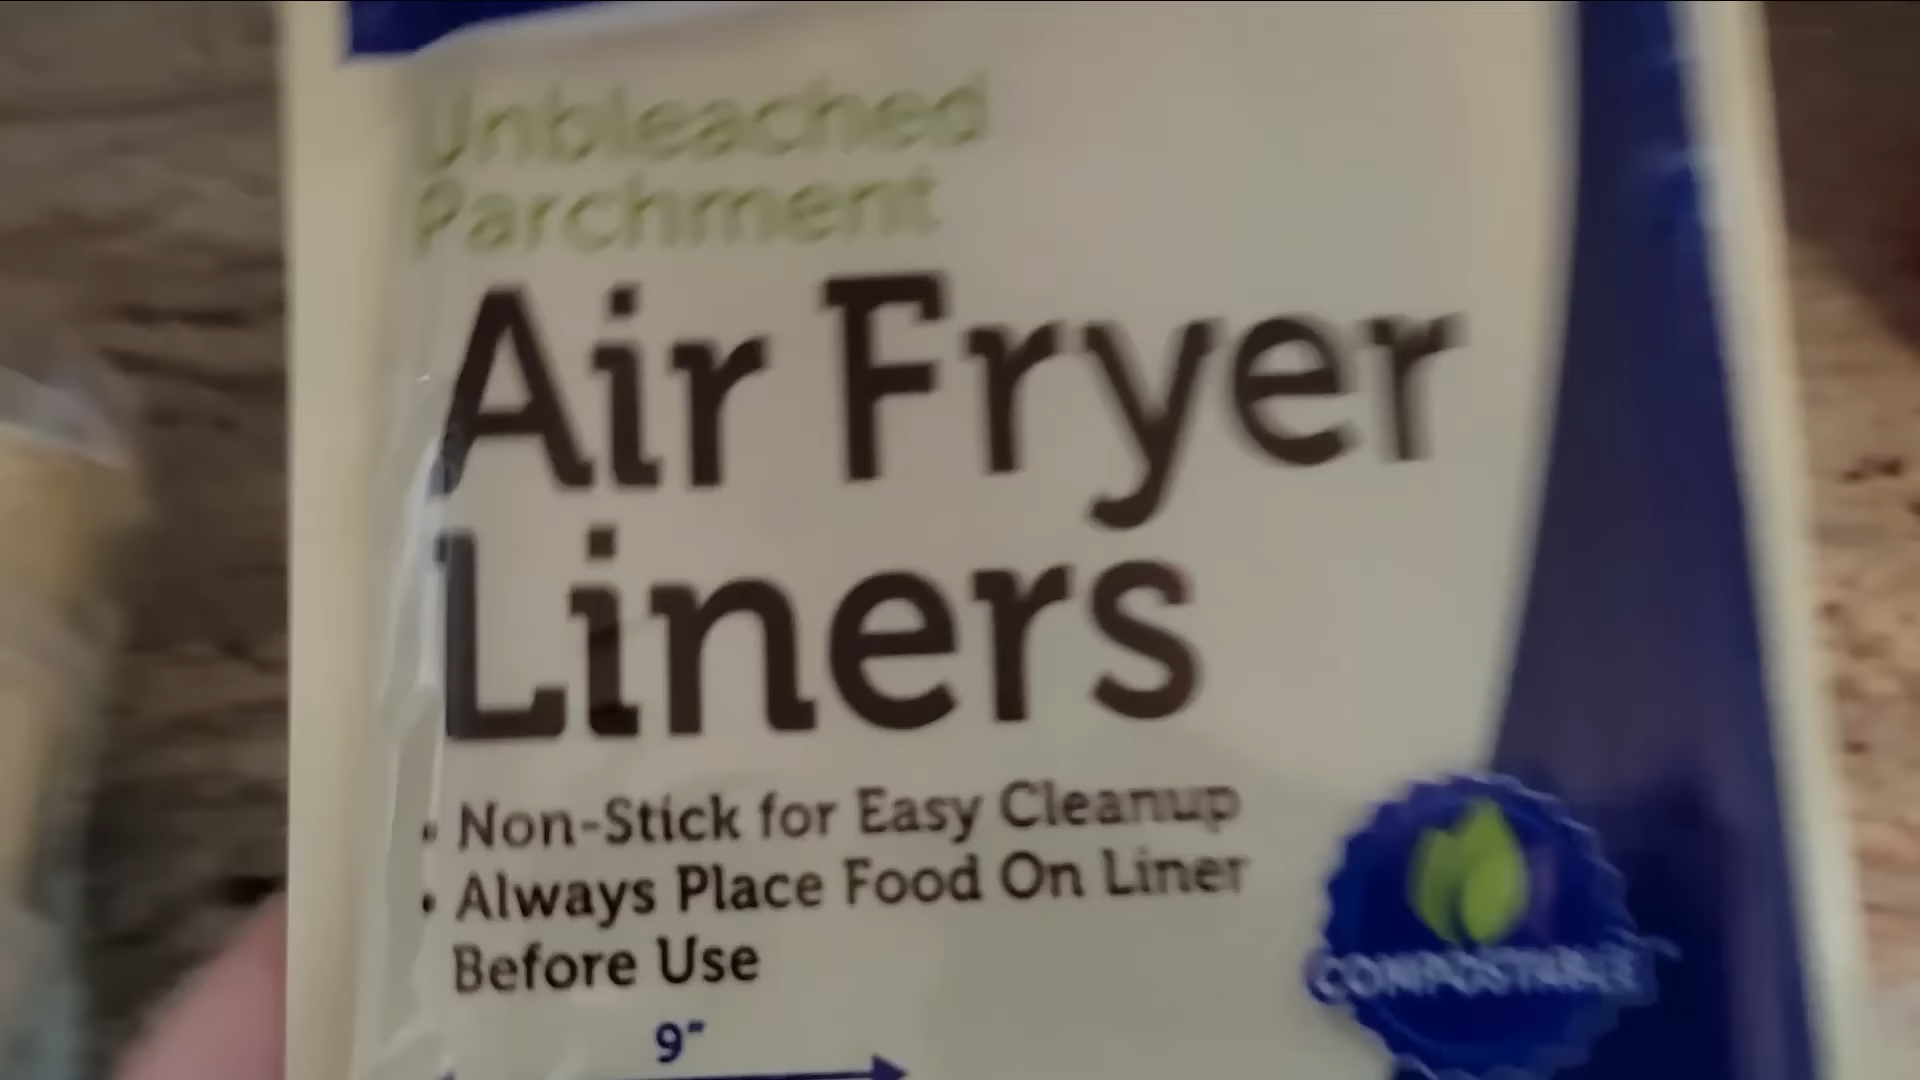 Unbleached
Parchment
Air Fryer
Liners
• Non-Stick for Easy Cleanup
• Always Place Food On Liner
Before Use
9"
COMPOSTABLE